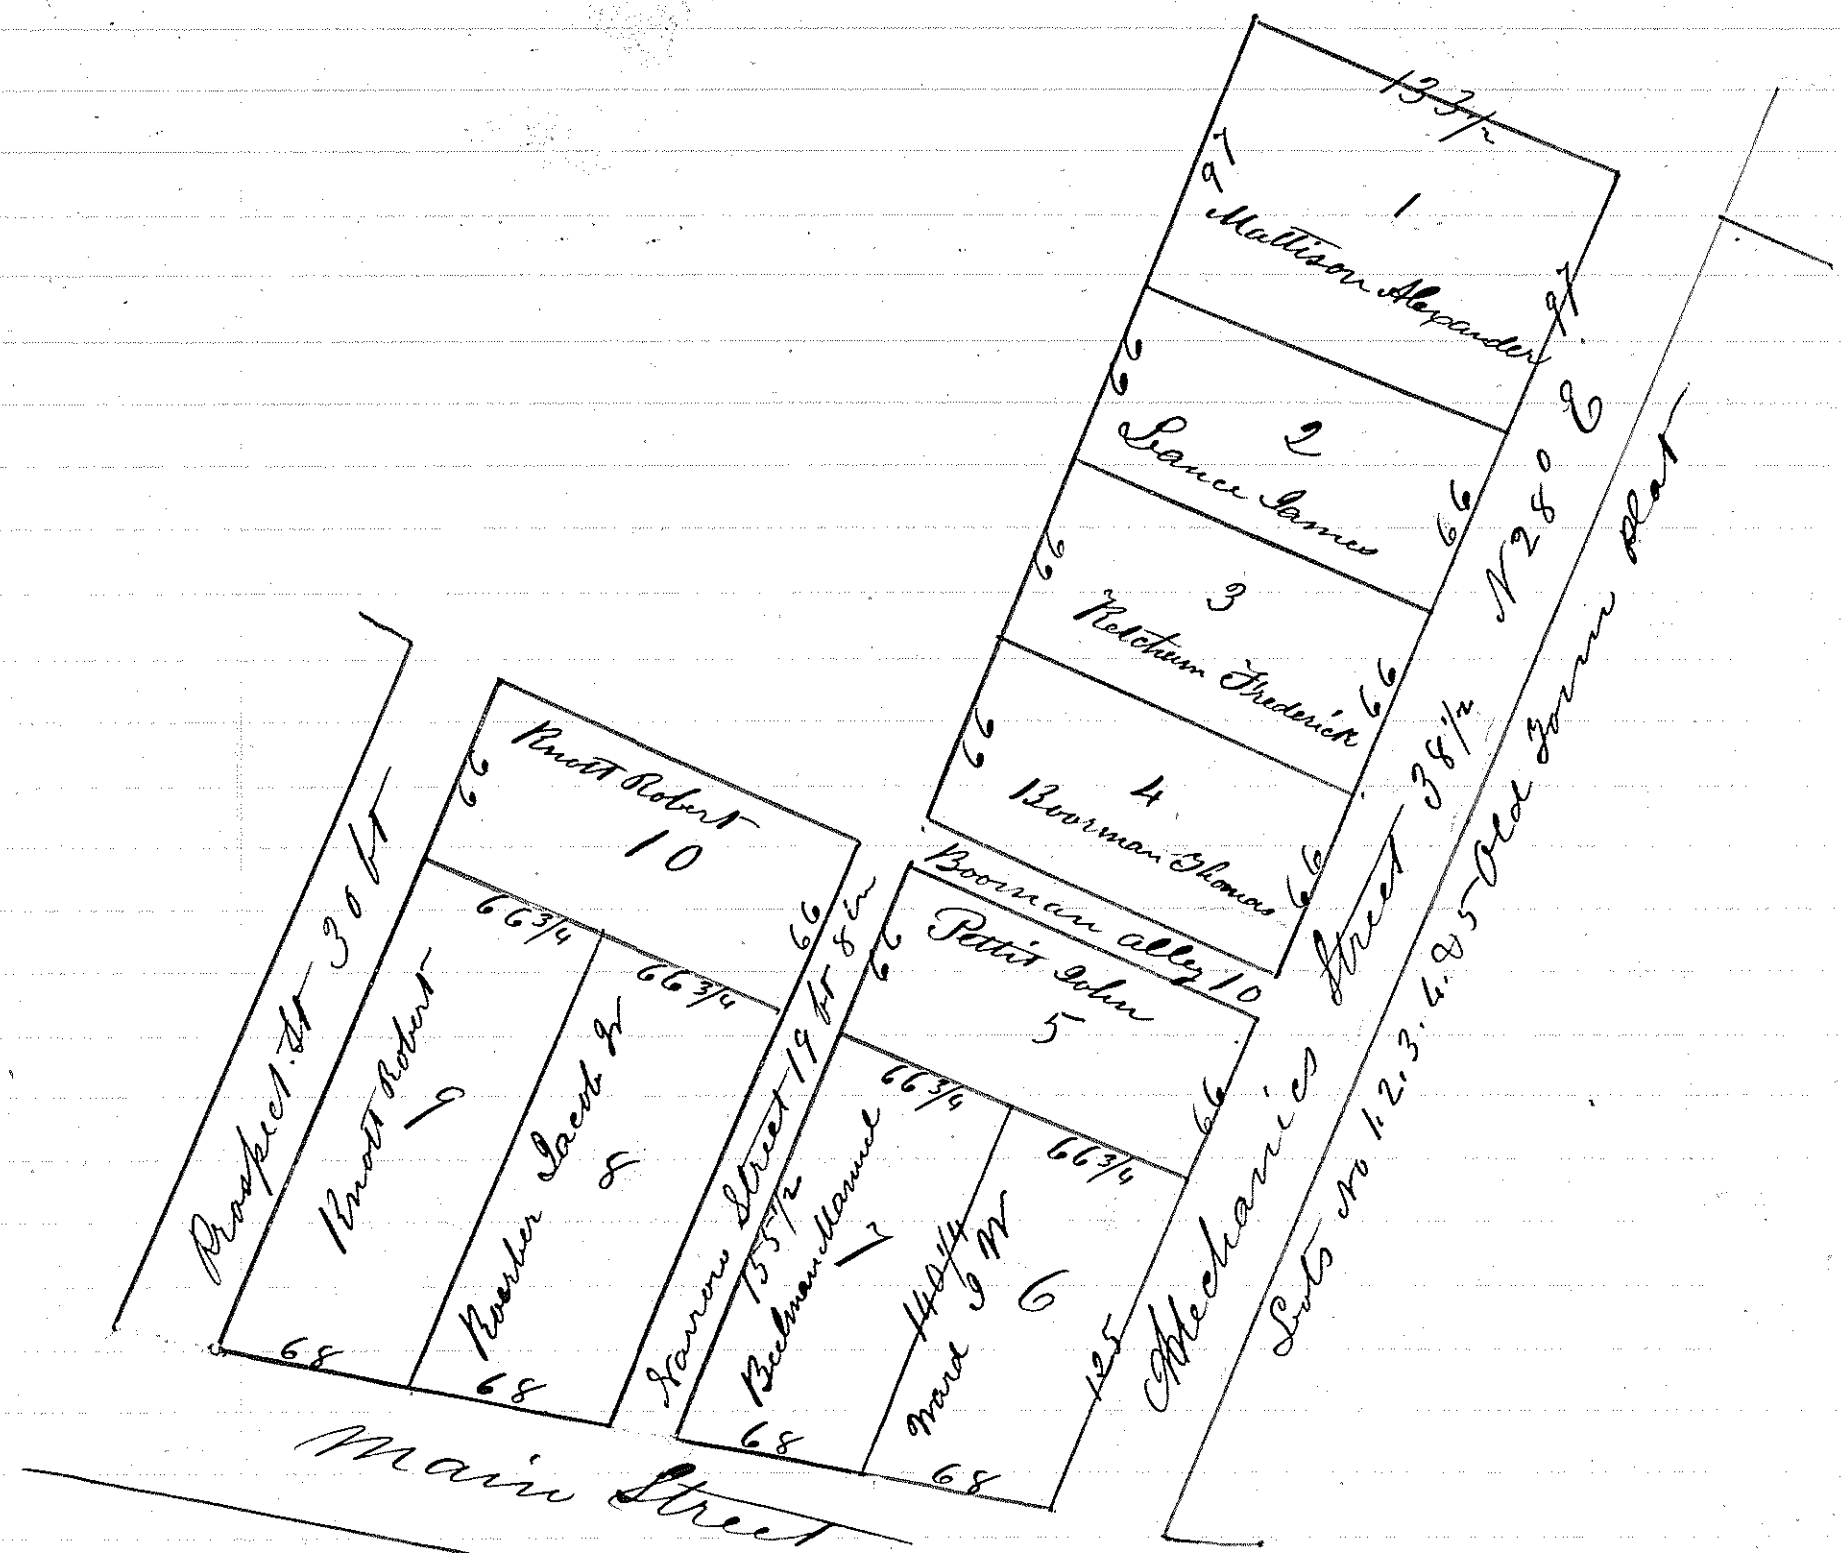 133 1/2
97
1
Mattison Alexander
97
66
2
James
66
66
3
Ketchum Frederick
66
66
4
Boorman Thomas
66
Boorman alley 10
66
Pettit John
5
66
66 3/4
66 3/4
155 1/2
Beelman Manuel
7
140 1/4
Ward I W
6
125
68
68
Knott Robert
10
66
66
66 3/4
66 3/4
Knott Robert
9
Roerber Jacob Jr
8
68
68
Prospect St 30 ft
Narrow Street 19 ft 8 in
Mechanics Street 38 1/2 N 28° E
Lots No 1. 2. 3. 4. & 5 Old Town Plat
Main Street